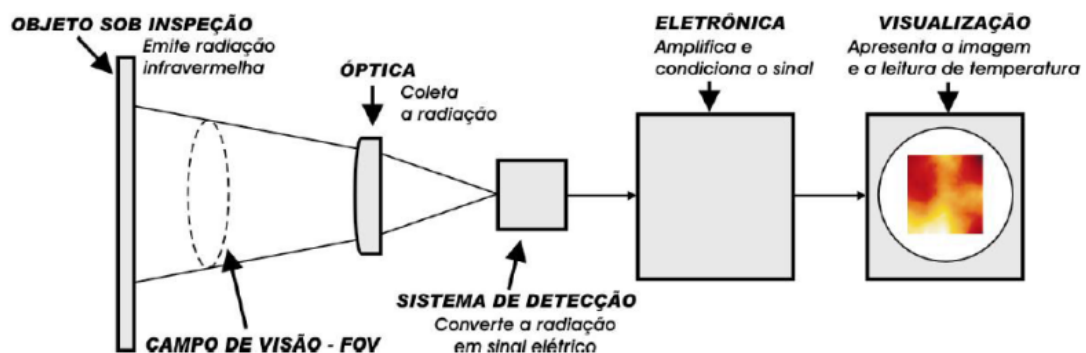 OBJETO SOB INSPEÇÃO
Emite radiação
infravermelha
ÓPTICA
Coleta
a radiação
ELETRÔNICA
Amplifica e
condiciona o sinal
VISUALIZAÇÃO
Apresenta a imagem
e a leitura de temperatura
SISTEMA DE DETECÇÃO
Converte a radiação
em sinal elétrico
CAMPO DE VISÃO - FOV